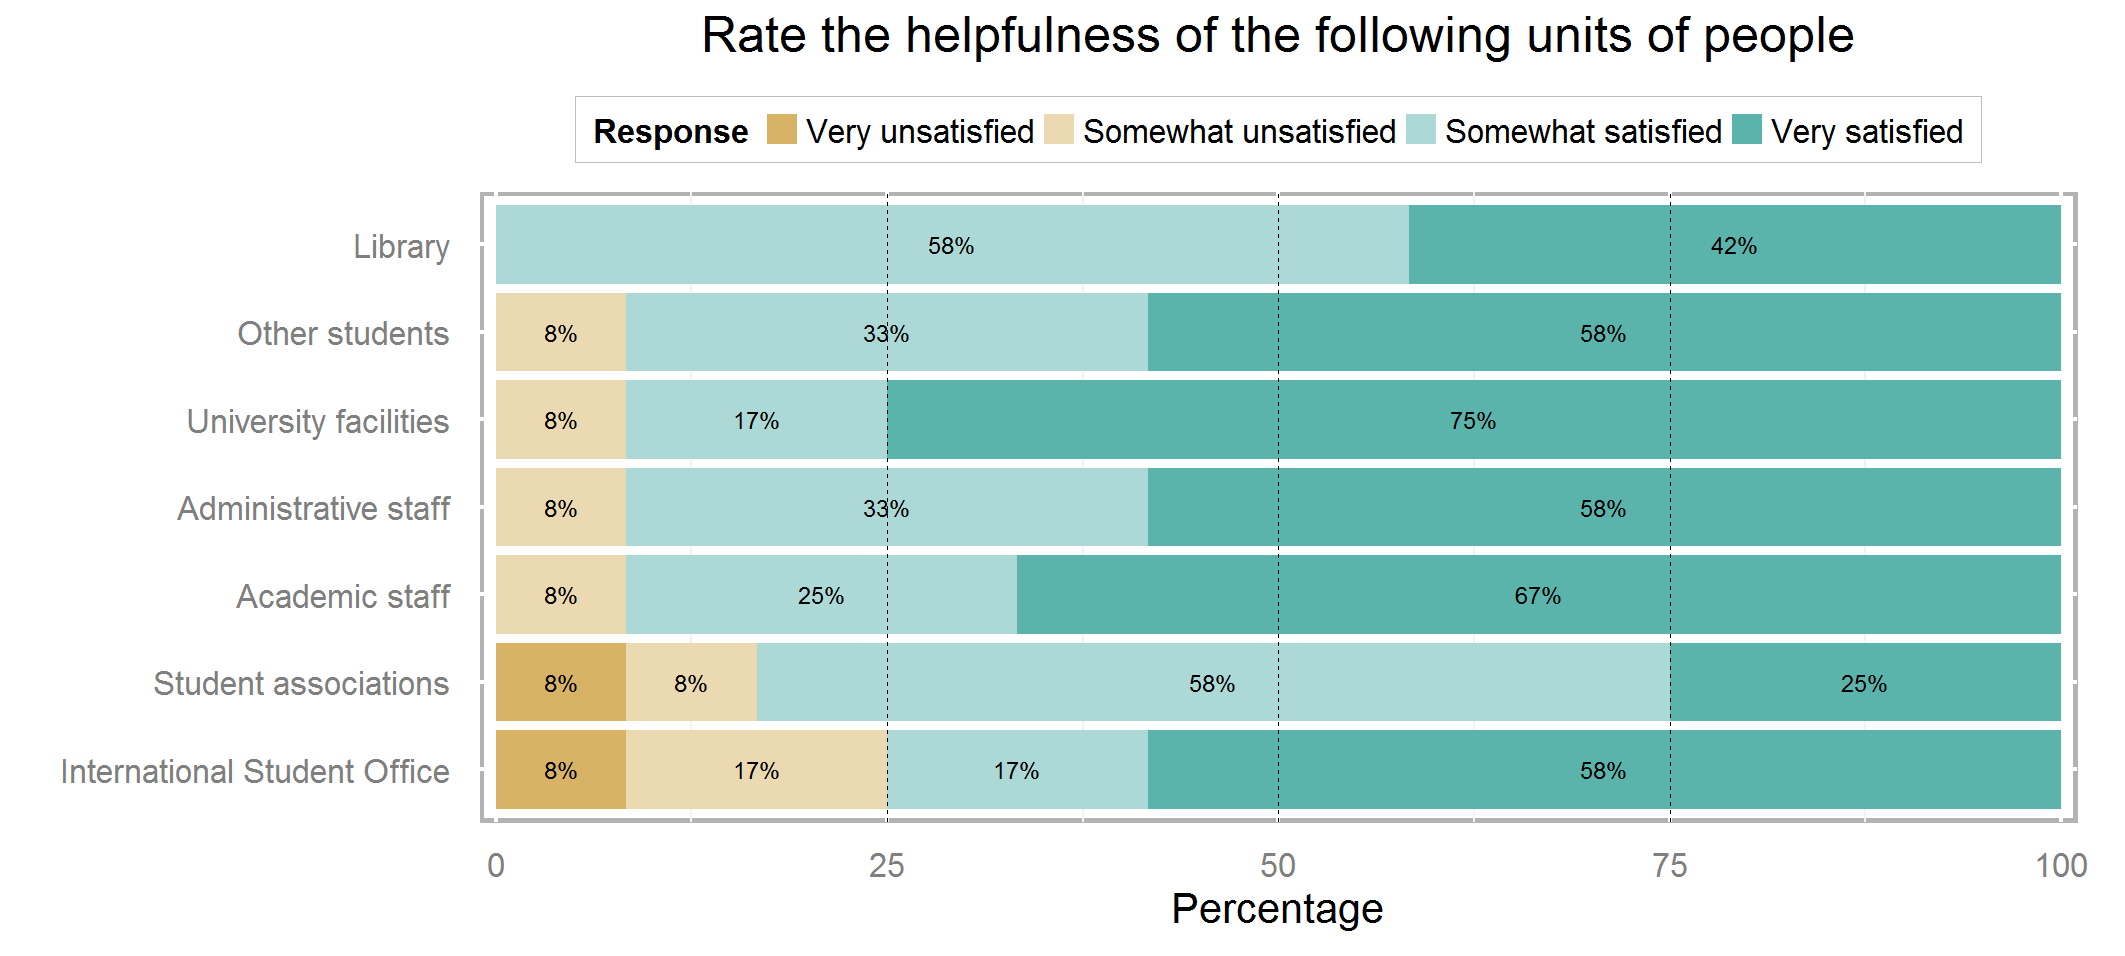 Rate the helpfulness of the following units of people
Response Very unsatisfied Somewhat unsatisfied Somewhat satisfied Very satisfied
Library 58% 42%
Other students 8% 33% 58%
University facilities 8% 17% 75%
Administrative staff 8% 33% 58%
Academic staff 8% 25% 67%
Student associations 8% 8% 58% 25%
International Student Office 8% 17% 17% 58%
0 25 50 75 100
Percentage